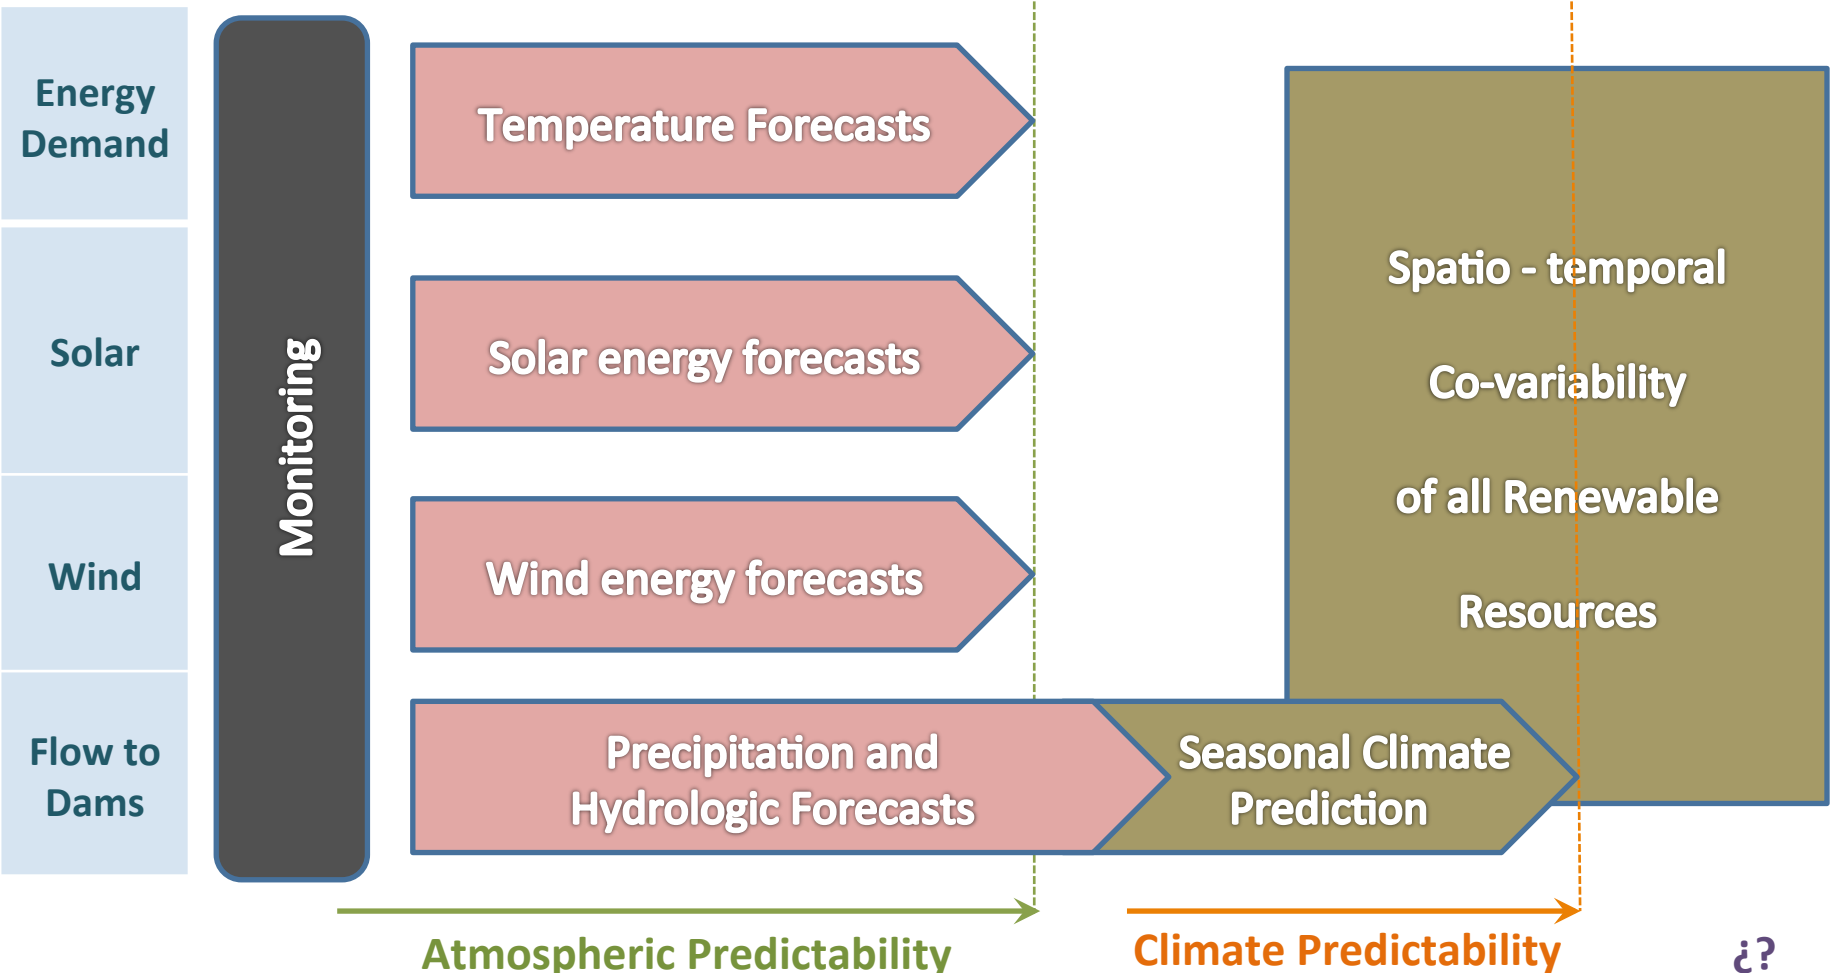 Energy
Demand
Solar
Wind
Flow to
Dams
Monitoring
Temperature Forecasts
Solar energy forecasts
Wind energy forecasts
Precipitation and
Hydrologic Forecasts
Seasonal Climate
Prediction
Spatio - temporal
Co-variability
of all Renewable
Resources
Atmospheric Predictability
Climate Predictability
¿?